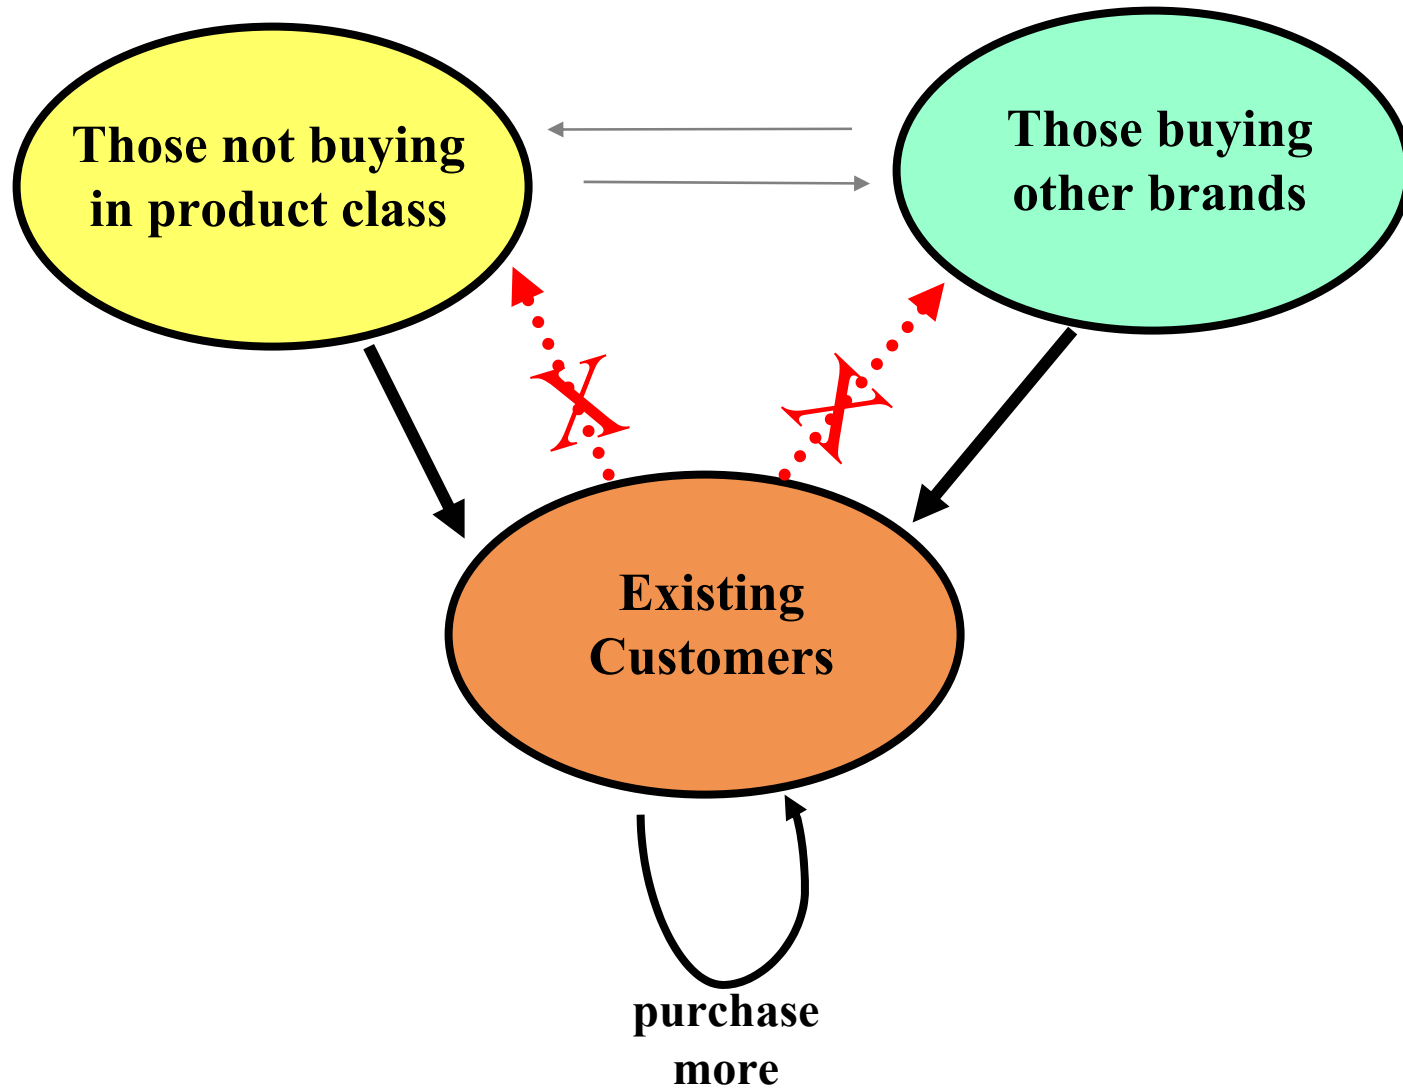 Those not buying
in product class
Those buying
other brands
X
X
Existing
Customers
purchase
more